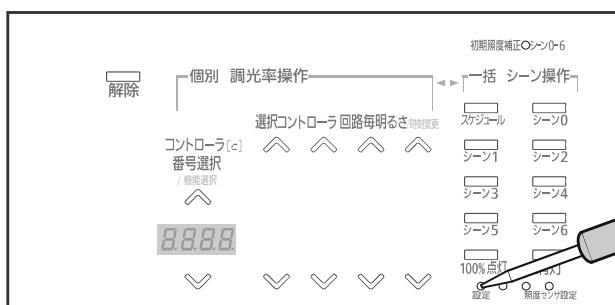 初期照度補正○シーン0-6
個別 調光率操作
一括 シーン操作
解除
選択コントローラ 回路毎明るさ/時刻変更
スケジュール シーン0
コントローラ[c]
番号選択
/機能選択
シーン1 シーン2
シーン3 シーン4
シーン5 シーン6
8.8.8.8.
100%点灯
設定 照度センサ設定